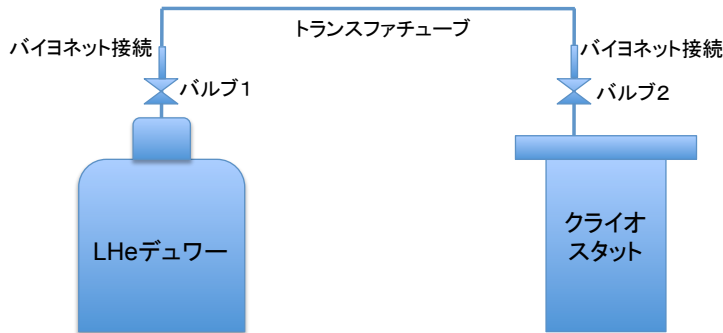 トランスファチューブ
バイヨネット接続
バイヨネット接続
バルブ１
バルブ２
LHeデュワー
クライオ
スタット